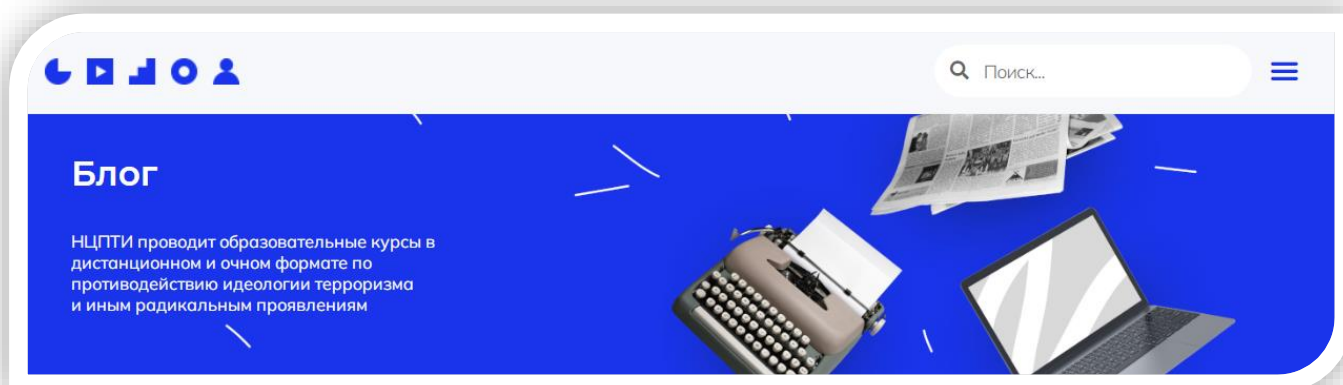 Поиск...
Блог
НЦПТИ проводит образовательные курсы в
дистанционном и очном формате по
противодействию идеологии терроризма
и иным радикальным проявлениям